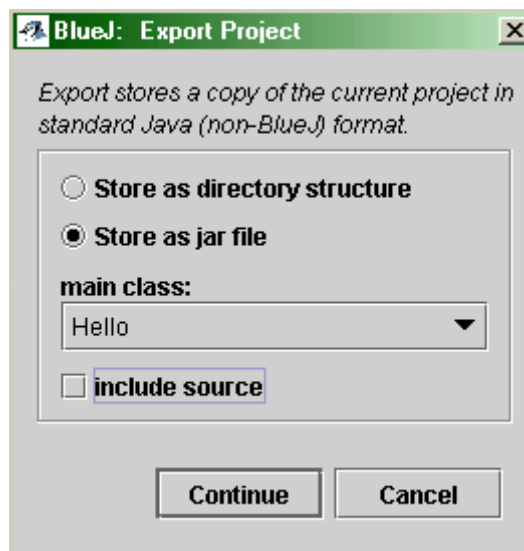 BlueJ: Export Project
Export stores a copy of the current project in
standard Java (non-BlueJ) format.
Store as directory structure
Store as jar file
main class:
Hello
include source
Continue Cancel